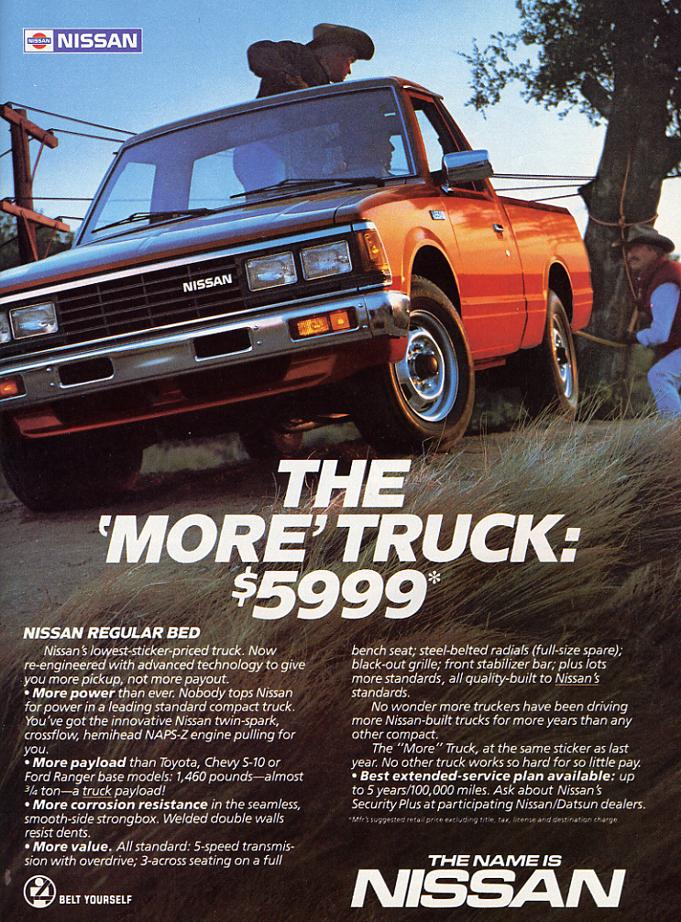 NISSAN NISSAN
NISSAN
THE
'MORE' TRUCK:
$5999*
NISSAN REGULAR BED
Nissan's lowest-sticker-priced truck. Now
re-engineered with advanced technology to give
you more pickup, not more payout.
• More power than ever. Nobody tops Nissan
for power in a leading standard compact truck.
You've got the innovative Nissan twin-spark,
crossflow, hemihead NAPS-Z engine pulling for
you.
• More payload than Toyota, Chevy S-10 or
Ford Ranger base models: 1,460 pounds—almost
¾ ton—a truck payload!
• More corrosion resistance in the seamless,
smooth-side strongbox. Welded double walls
resist dents.
• More value. All standard: 5-speed transmis-
sion with overdrive; 3-across seating on a full
bench seat; steel-belted radials (full-size spare);
black-out grille; front stabilizer bar; plus lots
more standards, all quality-built to Nissan's
standards.
No wonder more truckers have been driving
more Nissan-built trucks for more years than any
other compact.
The "More" Truck, at the same sticker as last
year. No other truck works so hard for so little pay.
• Best extended-service plan available: up
to 5 years/100,000 miles. Ask about Nissan's
Security Plus at participating Nissan/Datsun dealers.
*Mfr's suggested retail price excluding title, tax, license and destination charge.
BELT YOURSELF
THE NAME IS
NISSAN